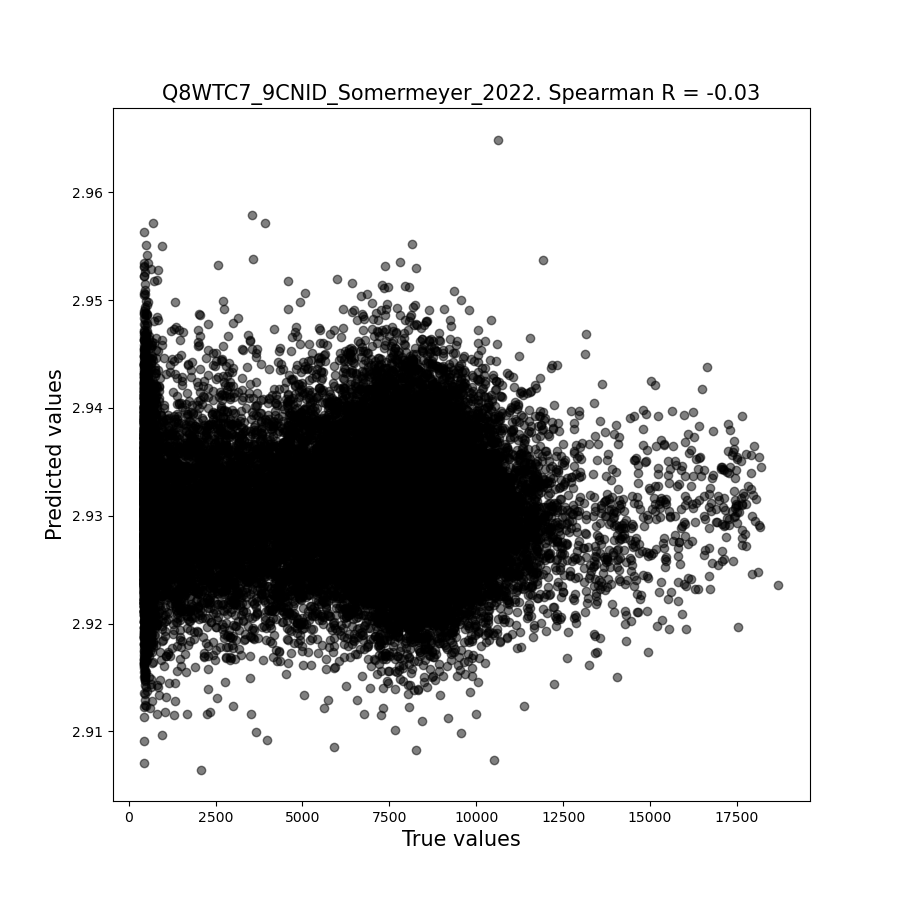 Q8WTC7_9CNID_Somermeyer_2022. Spearman R = -0.03
2.96
2.95
2.94
2.93
2.92
2.91
Predicted values
0 2500 5000 7500 10000 12500 15000 17500
True values